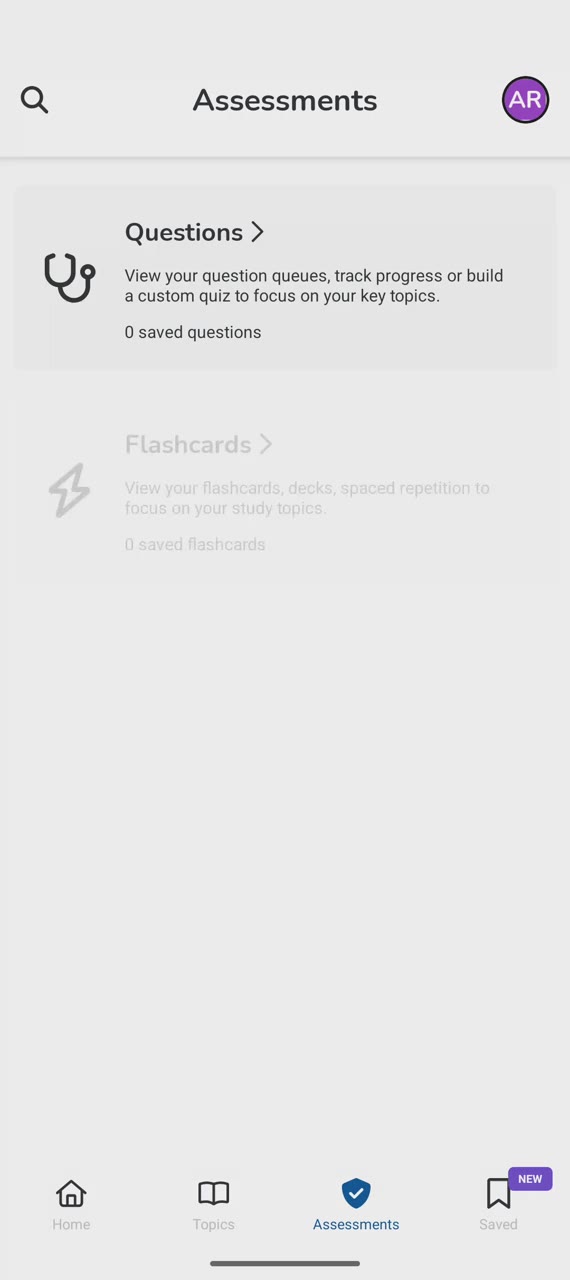 Assessments
AR
Questions
View your question queues, track progress or build
a custom quiz to focus on your key topics.
0 saved questions
Flashcards
View your flashcards, decks, spaced repetition to
focus on your study topics.
0 saved flashcards
NEW
Home
Topics
Assessments
Saved